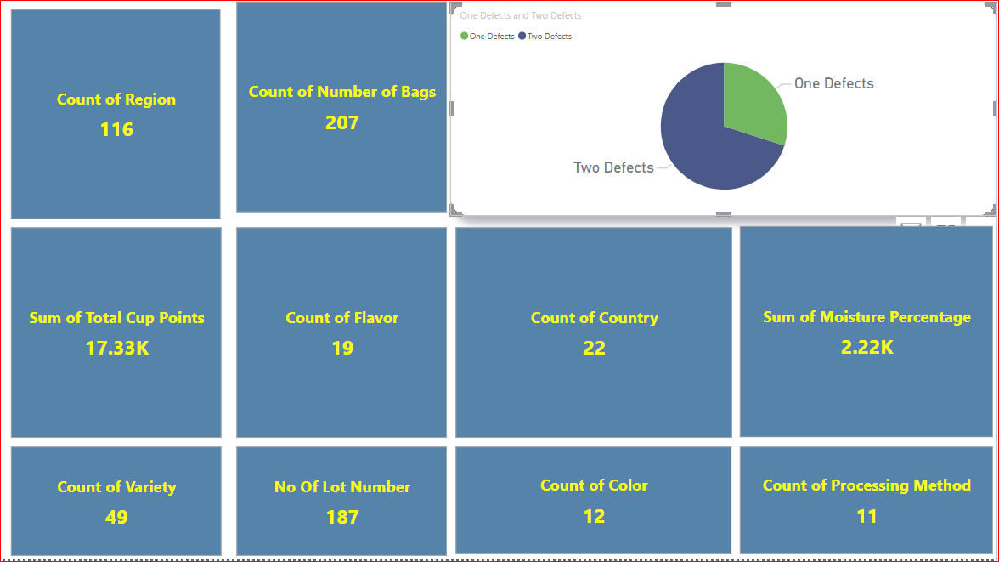 Count of Region
116
Count of Number of Bags
207
One Defects and Two Defects
One Defects Two Defects
One Defects
Two Defects
Sum of Total Cup Points
17.33K
Count of Flavor
19
Count of Country
22
Sum of Moisture Percentage
2.22K
Count of Variety
49
No Of Lot Number
187
Count of Color
12
Count of Processing Method
11